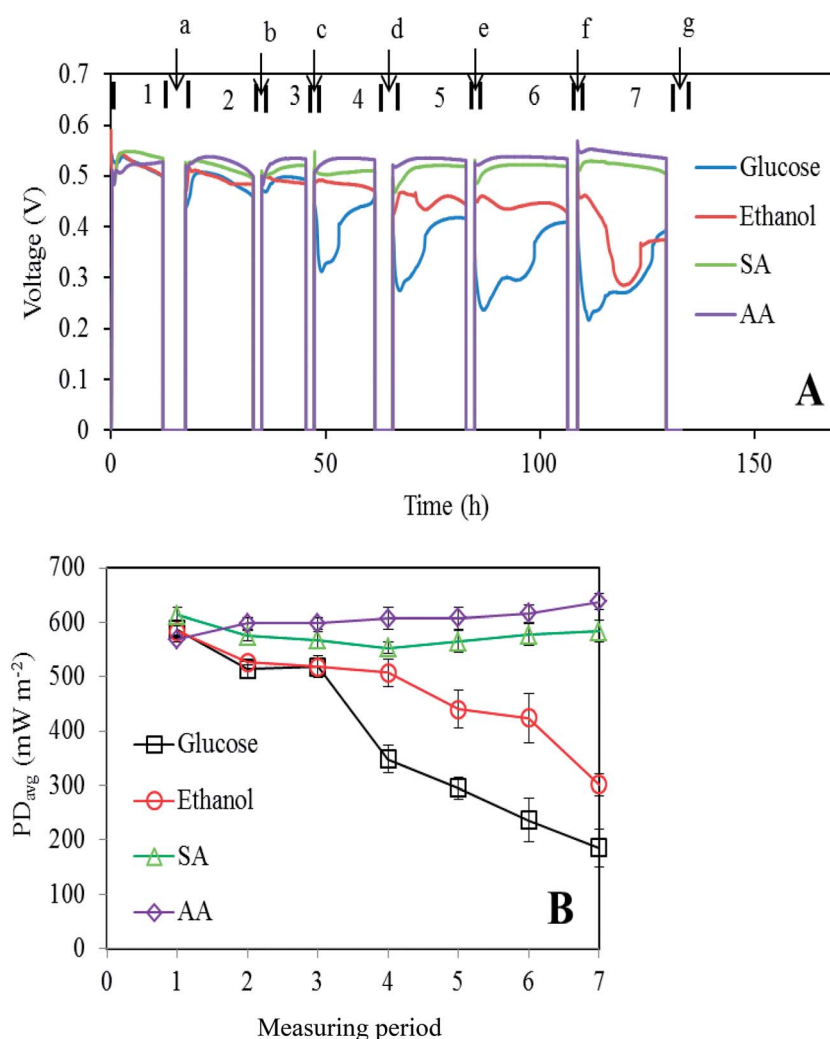 a b c d e f g
1 2 3 4 5 6 7
0.7
0.6
0.5
0.4
0.3
0.2
0.1
0
Voltage (V)
Glucose
Ethanol
SA
AA
A
0 50 100 150
Time (h)
700
600
500
400
300
200
100
0
PDavg (mW m-2)
Glucose
Ethanol
SA
AA
B
1 2 3 4 5 6 7
Measuring period